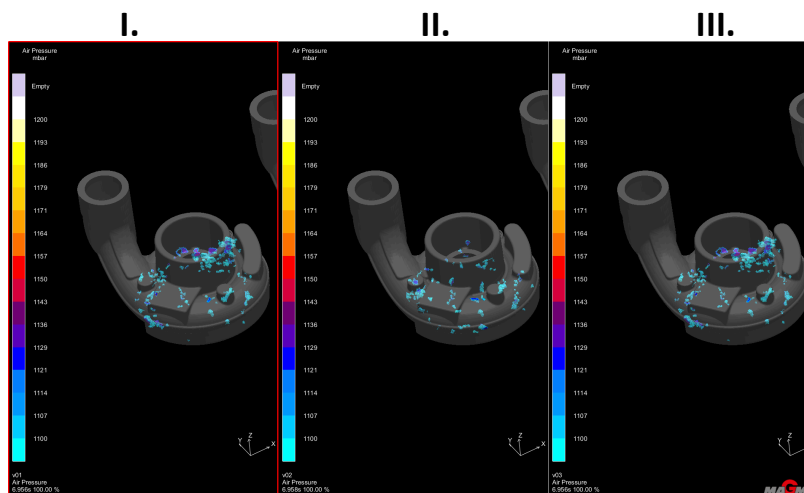 I.
II.
III.
Air Pressure
mbar
Empty
1200
1193
1186
1179
1171
1164
1157
1150
1143
1136
1129
1121
1114
1107
1100
Y Z X
v01
Air Pressure
6.956s 100.00 %
Air Pressure
mbar
Empty
1200
1193
1186
1179
1171
1164
1157
1150
1143
1136
1129
1121
1114
1107
1100
Y Z X
v02
Air Pressure
6.958s 100.00 %
Air Pressure
mbar
Empty
1200
1193
1186
1179
1171
1164
1157
1150
1143
1136
1129
1121
1114
1107
1100
Y Z X
v03
Air Pressure
6.956s 100.00 %